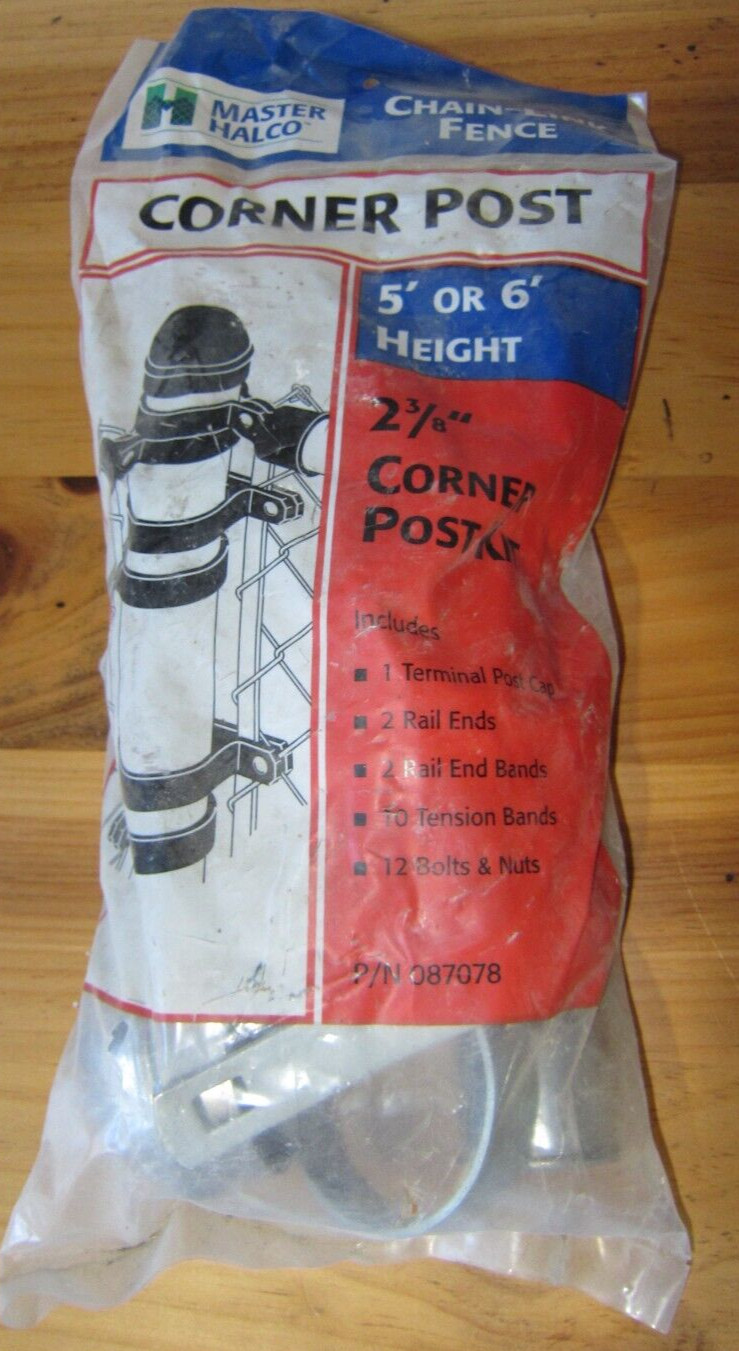 MASTER
HALCO™
CHAIN-LINK
FENCE
CORNER POST
5' OR 6'
HEIGHT
2 3/8"
CORNER
POST KIT
Includes
■ 1 Terminal Post Cap
■ 2 Rail Ends
■ 2 Rail End Bands
■ 10 Tension Bands
■ 12 Bolts & Nuts
P/N 087078